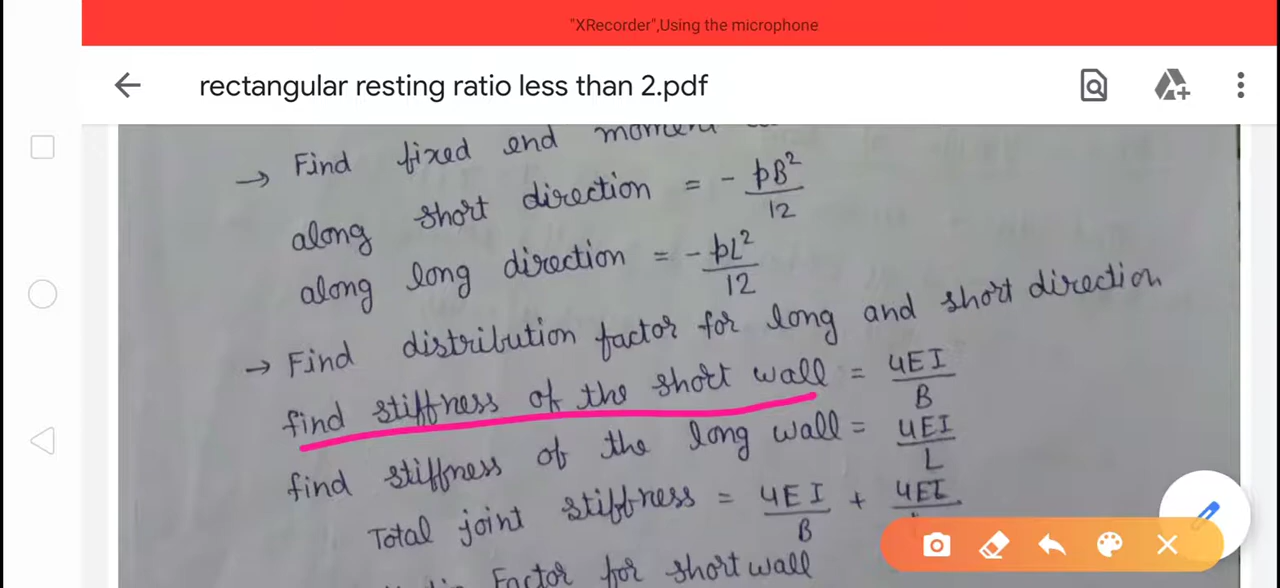 "XRecorder",Using the microphone
rectangular resting ratio less than 2.pdf
→ Find fixed end moment
along short direction = - pB²/12
along long direction = - pL²/12
→ Find distribution factor for long and short direction
find stiffness of the short wall = 4EI/B
find stiffness of the long wall = 4EI/L
Total joint stiffness = 4EI/B + 4EI
Factor for short wall